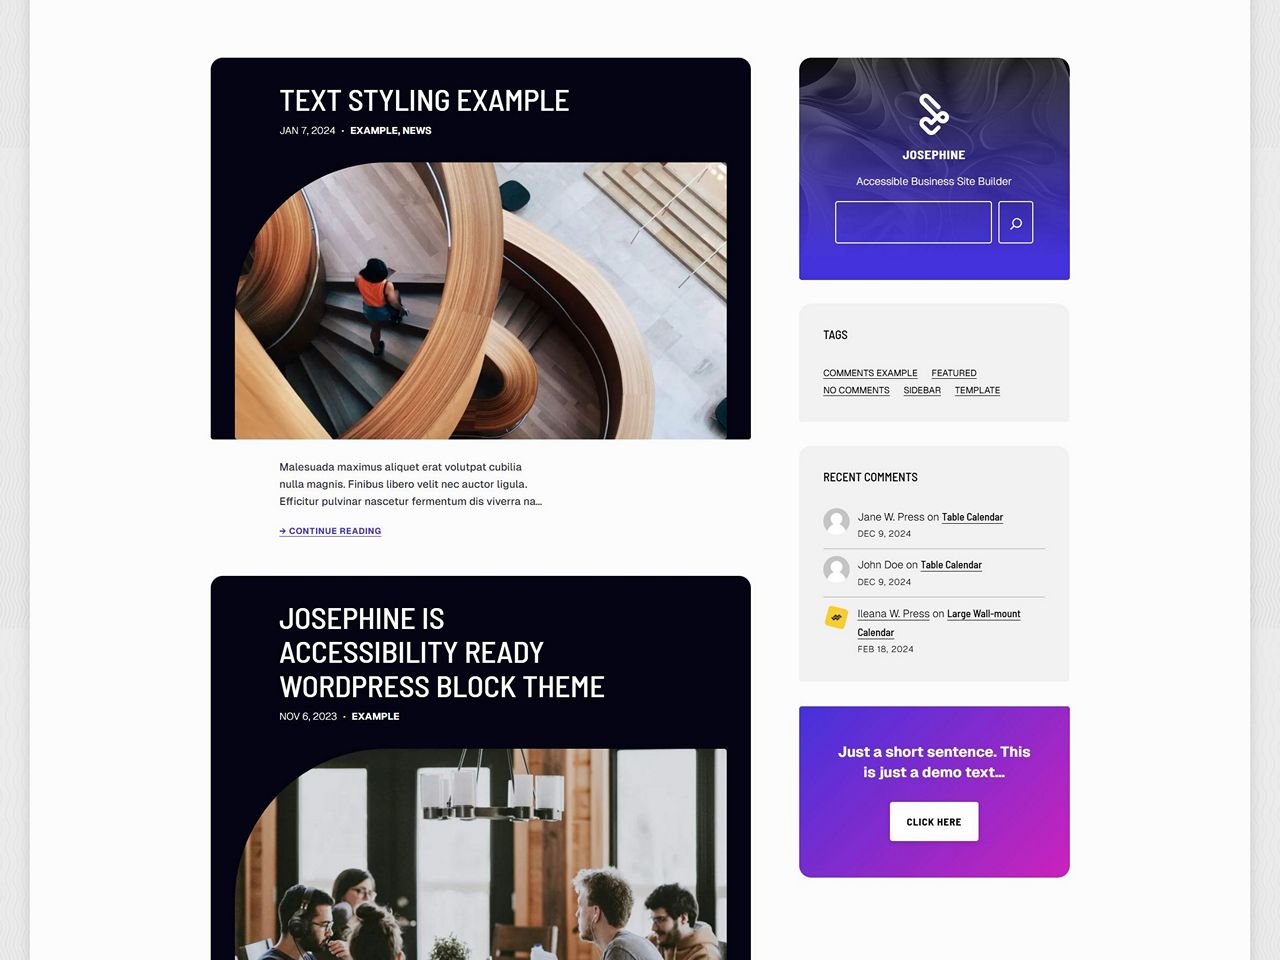 TEXT STYLING EXAMPLE
JAN 7, 2024 · EXAMPLE, NEWS
Malesuada maximus aliquet erat volutpat cubilia
nulla magnis. Finibus libero velit nec auctor ligula.
Efficitur pulvinar nascetur fermentum dis viverra na...
→ CONTINUE READING
JOSEPHINE IS
ACCESSIBILITY READY
WORDPRESS BLOCK THEME
NOV 6, 2023 · EXAMPLE
JOSEPHINE
Accessible Business Site Builder
TAGS
COMMENTS EXAMPLE FEATURED
NO COMMENTS SIDEBAR TEMPLATE
RECENT COMMENTS
Jane W. Press on Table Calendar
DEC 9, 2024
John Doe on Table Calendar
DEC 9, 2024
Ileana W. Press on Large Wall-mount
Calendar
FEB 18, 2024
Just a short sentence. This
is just a demo text...
CLICK HERE